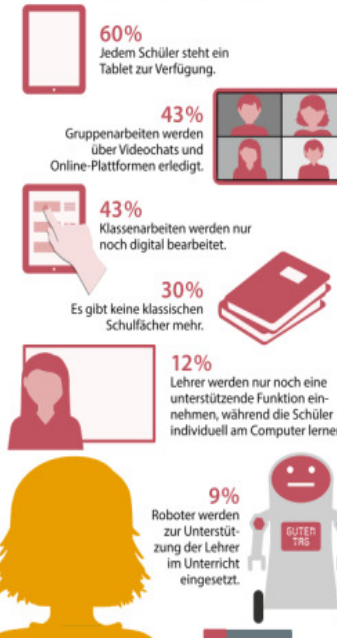 60%
Jedem Schüler steht ein
Tablet zur Verfügung.
43%
Gruppenarbeiten werden
über Videochats und
Online-Plattformen erledigt.
43%
Klassenarbeiten werden nur
noch digital bearbeitet.
30%
Es gibt keine klassischen
Schulfächer mehr.
12%
Lehrer werden nur noch eine
unterstützende Funktion ein-
nehmen, während die Schüler
individuell am Computer lerne
9%
Roboter werden
zur Unterstüt-
zung der Lehrer
im Unterricht
eingesetzt.
GUTEN
TAG